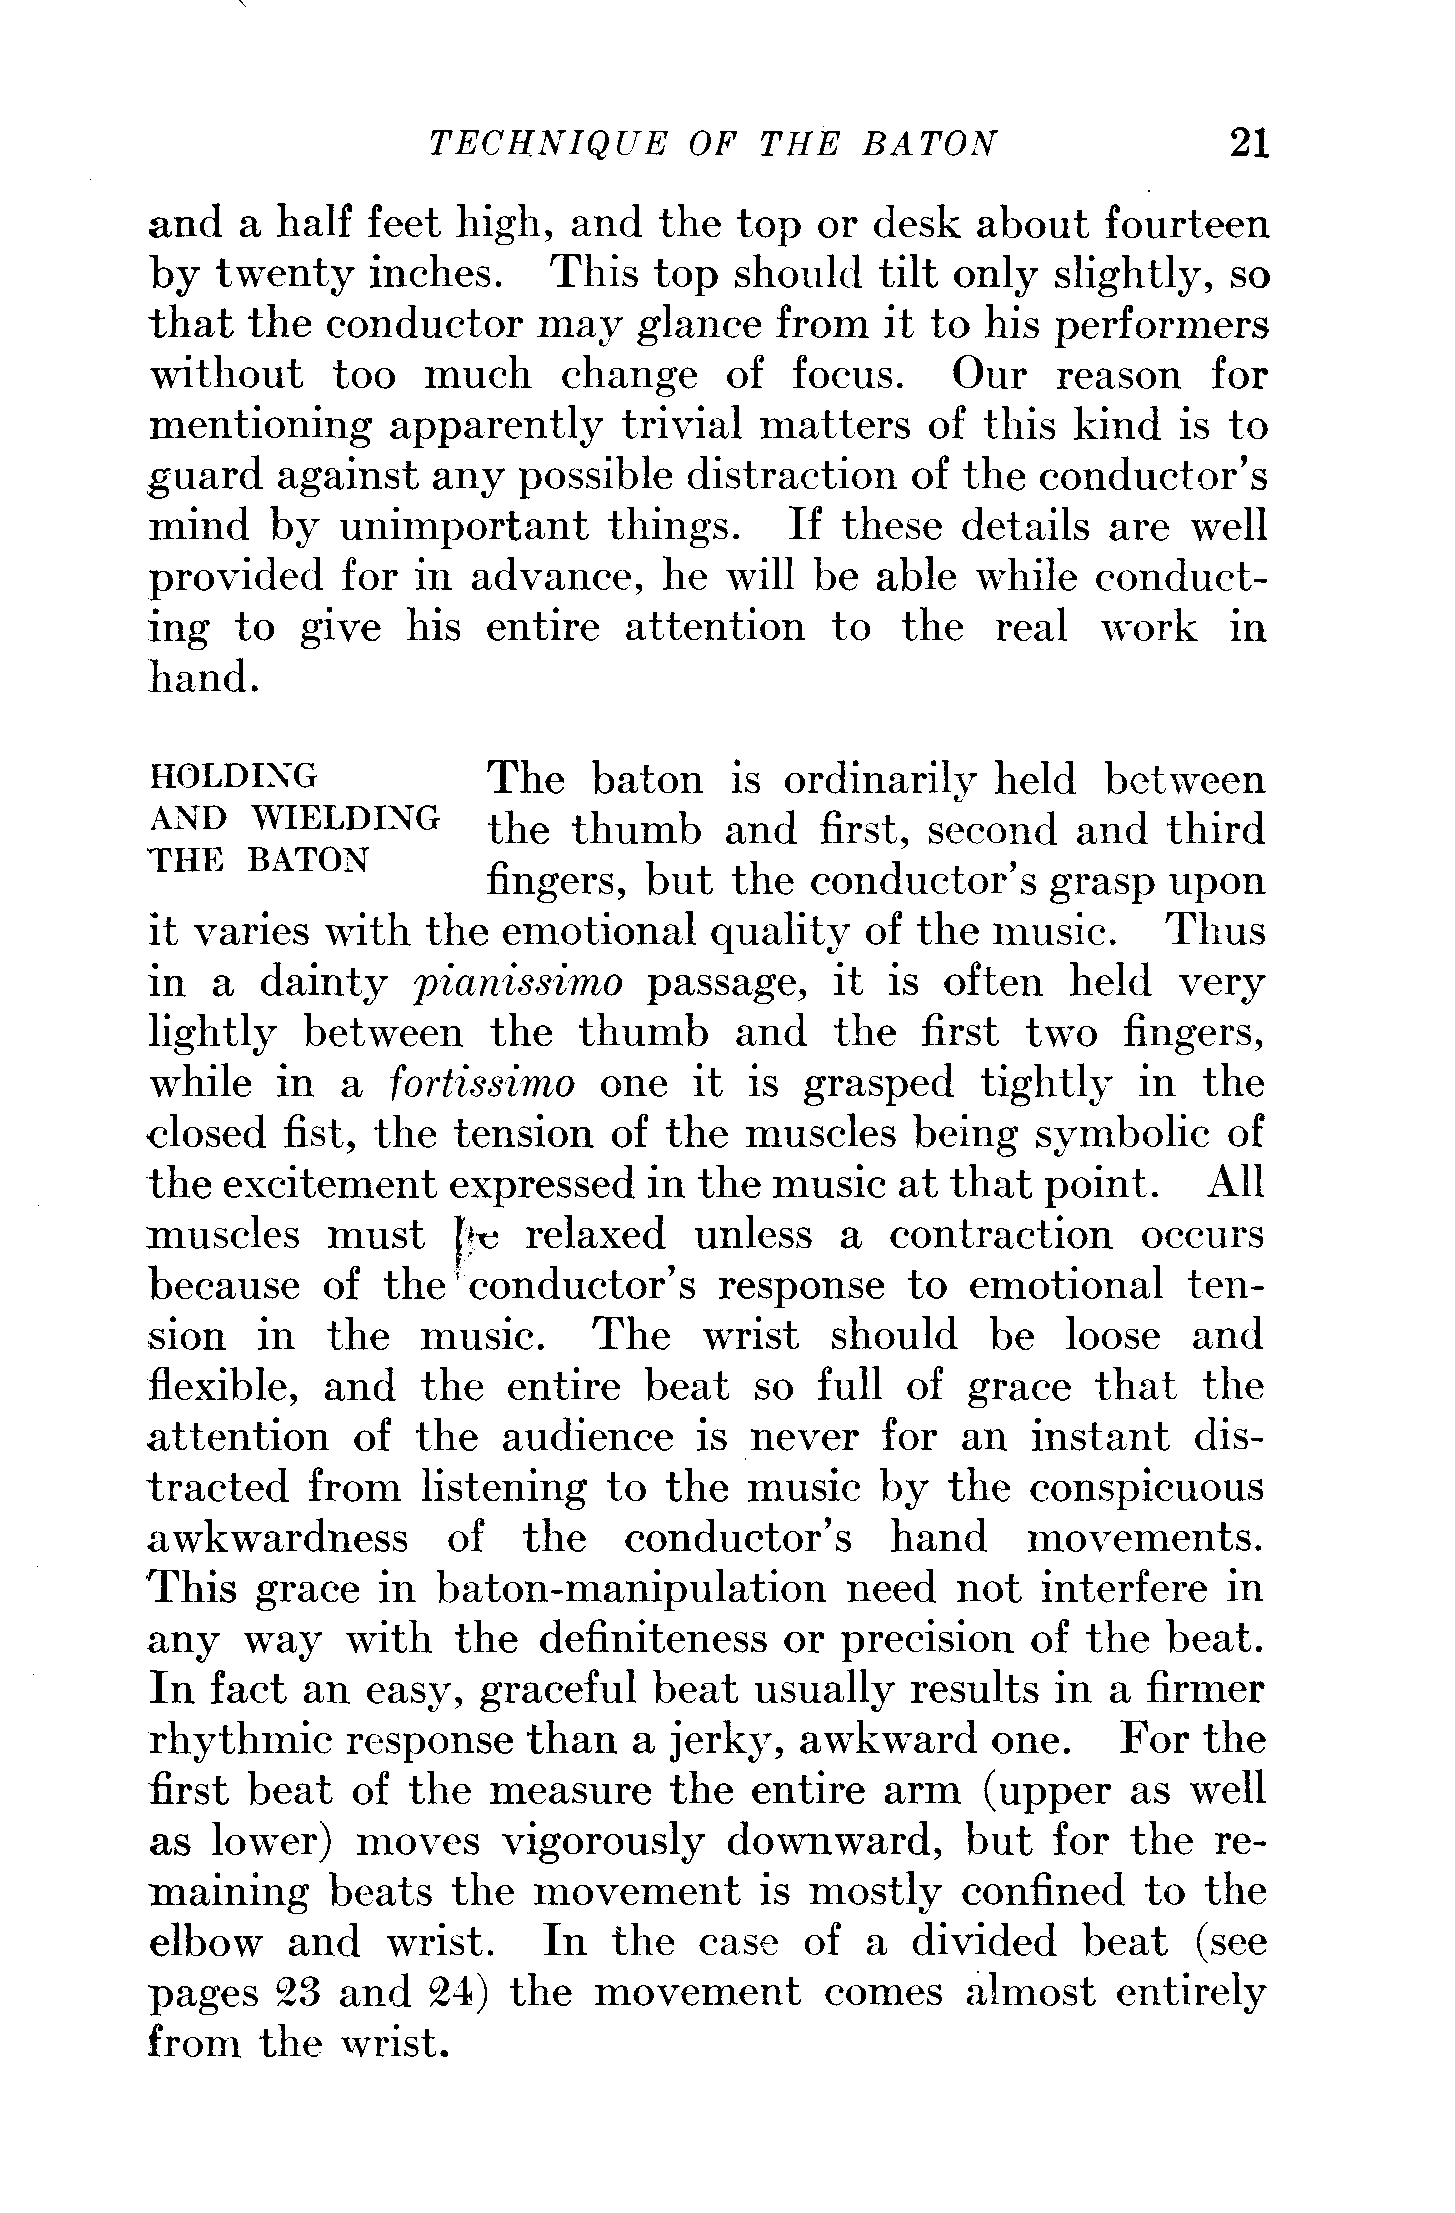 TECHNIQUE OF THE BATON 21
and a half feet high, and the top or desk about fourteen
by twenty inches. This top should tilt only slightly, so
that the conductor may glance from it to his performers
without too much change of focus. Our reason for
mentioning apparently trivial matters of this kind is to
guard against any possible distraction of the conductor's
mind by unimportant things. If these details are well
provided for in advance, he will be able while conduct-
ing to give his entire attention to the real work in
hand.
HOLDING
AND WIELDING
THE BATON
The baton is ordinarily held between
the thumb and first, second and third
fingers, but the conductor's grasp upon
it varies with the emotional quality of the music. Thus
in a dainty pianissimo passage, it is often held very
lightly between the thumb and the first two fingers,
while in a fortissimo one it is grasped tightly in the
closed fist, the tension of the muscles being symbolic of
the excitement expressed in the music at that point. All
muscles must be relaxed unless a contraction occurs
because of the conductor's response to emotional ten-
sion in the music. The wrist should be loose and
flexible, and the entire beat so full of grace that the
attention of the audience is never for an instant dis-
tracted from listening to the music by the conspicuous
awkwardness of the conductor's hand movements.
This grace in baton-manipulation need not interfere in
any way with the definiteness or precision of the beat.
In fact an easy, graceful beat usually results in a firmer
rhythmic response than a jerky, awkward one. For the
first beat of the measure the entire arm (upper as well
as lower) moves vigorously downward, but for the re-
maining beats the movement is mostly confined to the
elbow and wrist. In the case of a divided beat (see
pages 23 and 24) the movement comes almost entirely
from the wrist.